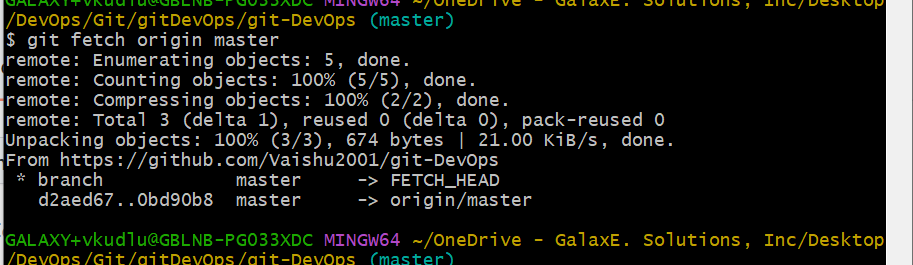 GALAXY+vkudlu@GBLNB-PG033XDC MINGW64 ~/OneDrive - GalaxE. Solutions, Inc/Desktop
/DevOps/Git/gitDevOps/git-DevOps (master)
$ git fetch origin master
remote: Enumerating objects: 5, done.
remote: Counting objects: 100% (5/5), done.
remote: Compressing objects: 100% (2/2), done.
remote: Total 3 (delta 1), reused 0 (delta 0), pack-reused 0
Unpacking objects: 100% (3/3), 674 bytes | 21.00 KiB/s, done.
From https://github.com/Vaishu2001/git-DevOps
 * branch            master     -> FETCH_HEAD
   d2aed67..0bd90b8  master     -> origin/master
GALAXY+vkudlu@GBLNB-PG033XDC MINGW64 ~/OneDrive - GalaxE. Solutions, Inc/Desktop
/DevOps/Git/gitDevOps/git-DevOps (master)